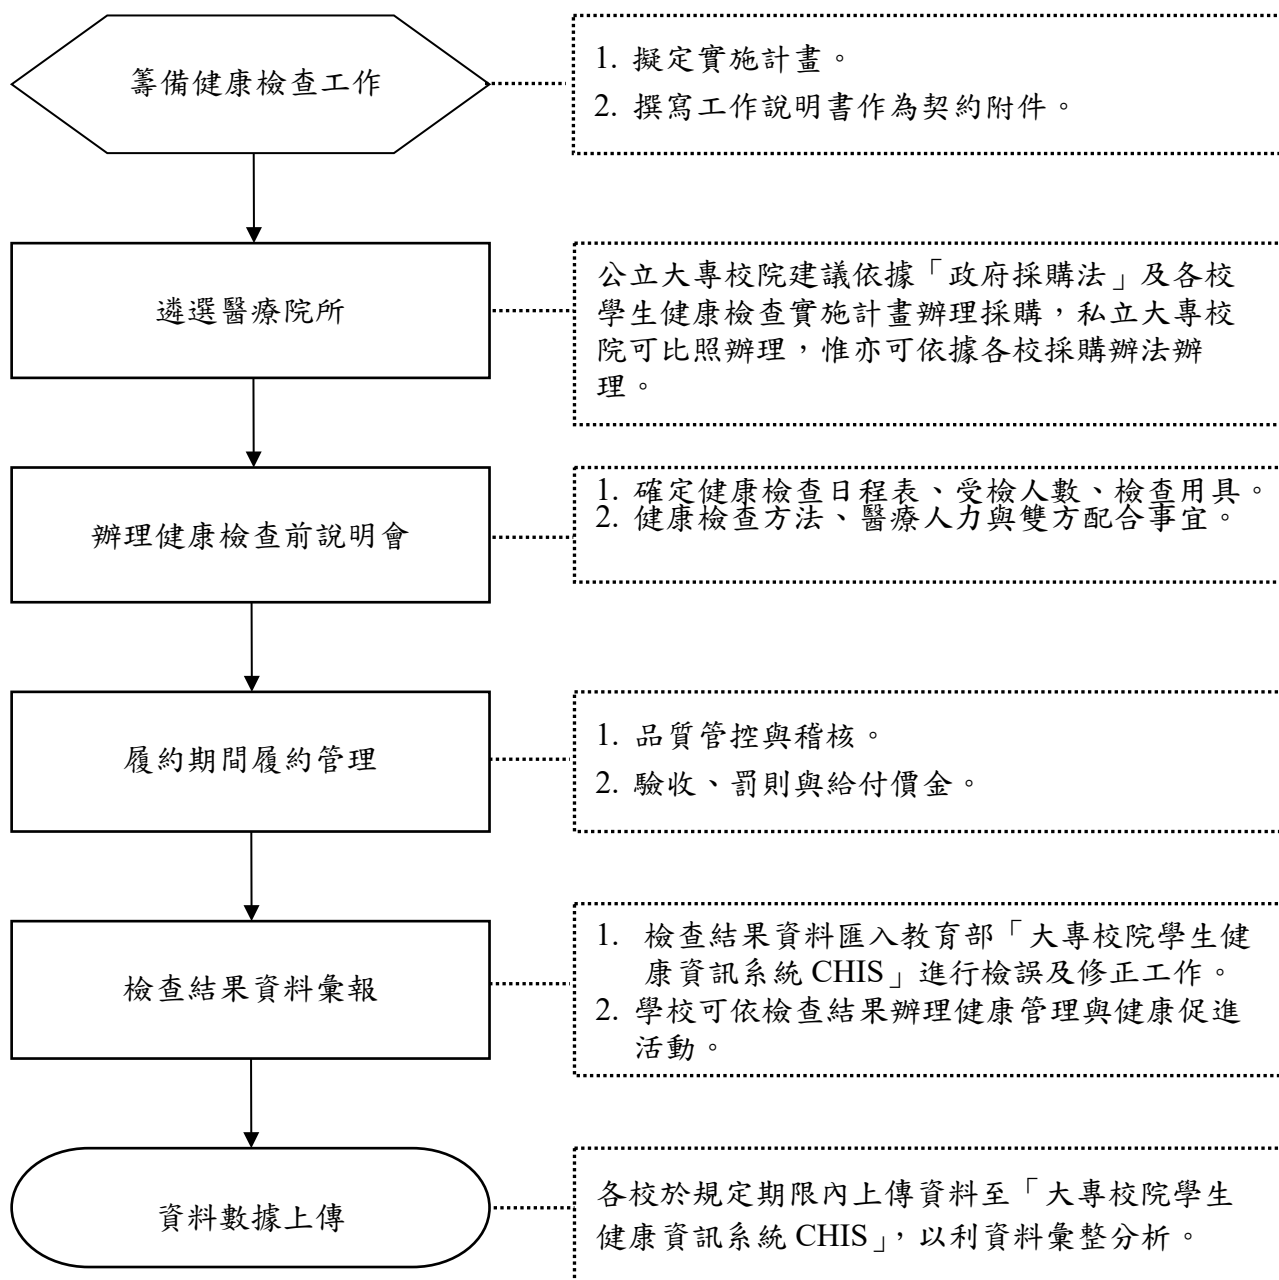 籌備健康檢查工作
1. 擬定實施計畫。
2. 撰寫工作說明書作為契約附件。
遴選醫療院所
公立大專校院建議依據「政府採購法」及各校
學生健康檢查實施計畫辦理採購，私立大專校
院可比照辦理，惟亦可依據各校採購辦法辦
理。
辦理健康檢查前說明會
1. 確定健康檢查日程表、受檢人數、檢查用具。
2. 健康檢查方法、醫療人力與雙方配合事宜。
履約期間履約管理
1. 品質管控與稽核。
2. 驗收、罰則與給付價金。
檢查結果資料彙報
1. 檢查結果資料匯入教育部「大專校院學生健
康資訊系統 CHIS」進行檢誤及修正工作。
2. 學校可依檢查結果辦理健康管理與健康促進
活動。
資料數據上傳
各校於規定期限內上傳資料至「大專校院學生
健康資訊系統 CHIS」，以利資料彙整分析。